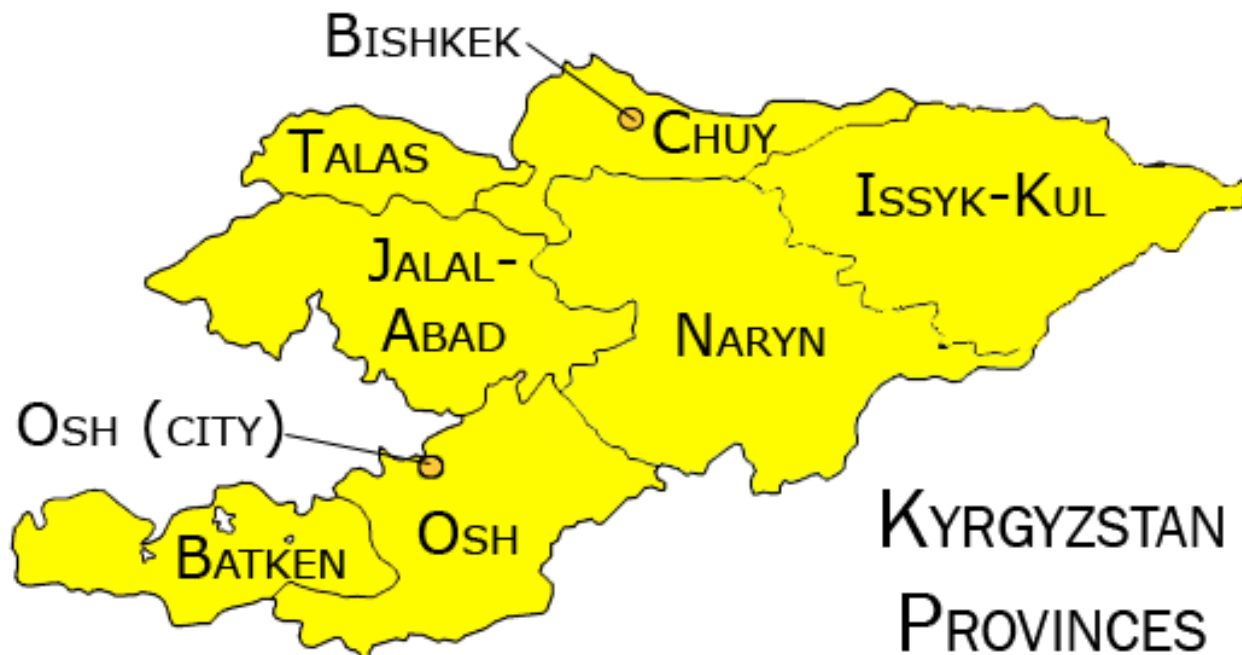 Bishkek
Talas
Chuy
Issyk-Kul
Jalal-
Abad
Naryn
Osh (city)
Osh
Batken
Kyrgyzstan
Provinces